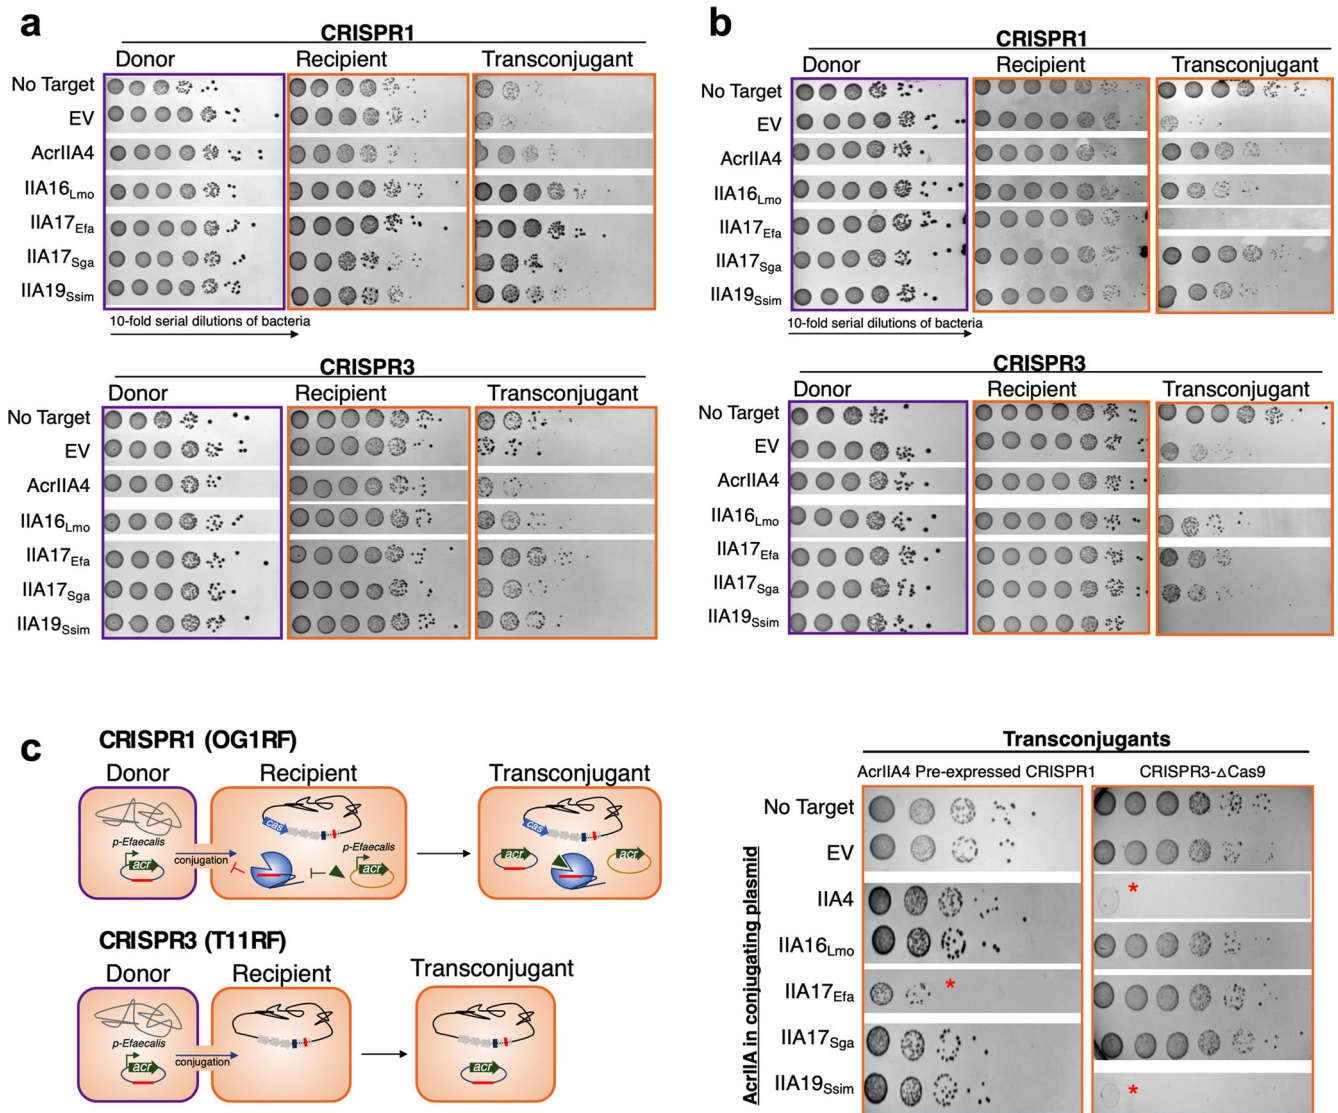 a
CRISPR1
Donor Recipient Transconjugant
No Target
EV
AcrIIA4
IIA16Lmo
IIA17Efa
IIA17Sga
IIA19Ssim
10-fold serial dilutions of bacteria
CRISPR3
Donor Recipient Transconjugant
No Target
EV
AcrIIA4
IIA16Lmo
IIA17Efa
IIA17Sga
IIA19Ssim
b
CRISPR1
Donor Recipient Transconjugant
No Target
EV
AcrIIA4
IIA16Lmo
IIA17Efa
IIA17Sga
IIA19Ssim
10-fold serial dilutions of bacteria
CRISPR3
Donor Recipient Transconjugant
No Target
EV
AcrIIA4
IIA16Lmo
IIA17Efa
IIA17Sga
IIA19Ssim
c
CRISPR1 (OG1RF)
Donor Recipient Transconjugant
p-Efaecalis
acr
conjugation
cas
p-Efaecalis
acr
cas
acr
acr
CRISPR3 (T11RF)
Donor Recipient Transconjugant
p-Efaecalis
acr
conjugation
acr
Transconjugants
AcrIIA4 Pre-expressed CRISPR1 CRISPR3-ΔCas9
AcrIIA in conjugating plasmid
No Target
EV
IIA4
*
IIA16Lmo
IIA17Efa
*
IIA17Sga
IIA19Ssim
*